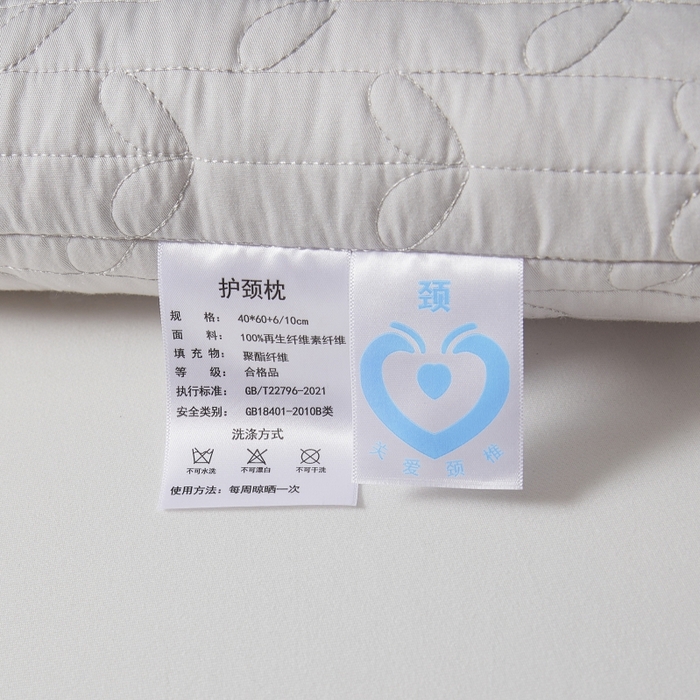 护颈枕
规 格: 40*60+6/10cm
面 料: 100%再生纤维素纤维
填充物: 聚酯纤维
等 级: 合格品
执行标准: GB/T22796-2021
安全类别: GB18401-2010B类
洗涤方式
不可水洗 不可漂白 不可干洗
使用方法: 每周晾晒一次
颈
关爱颈椎